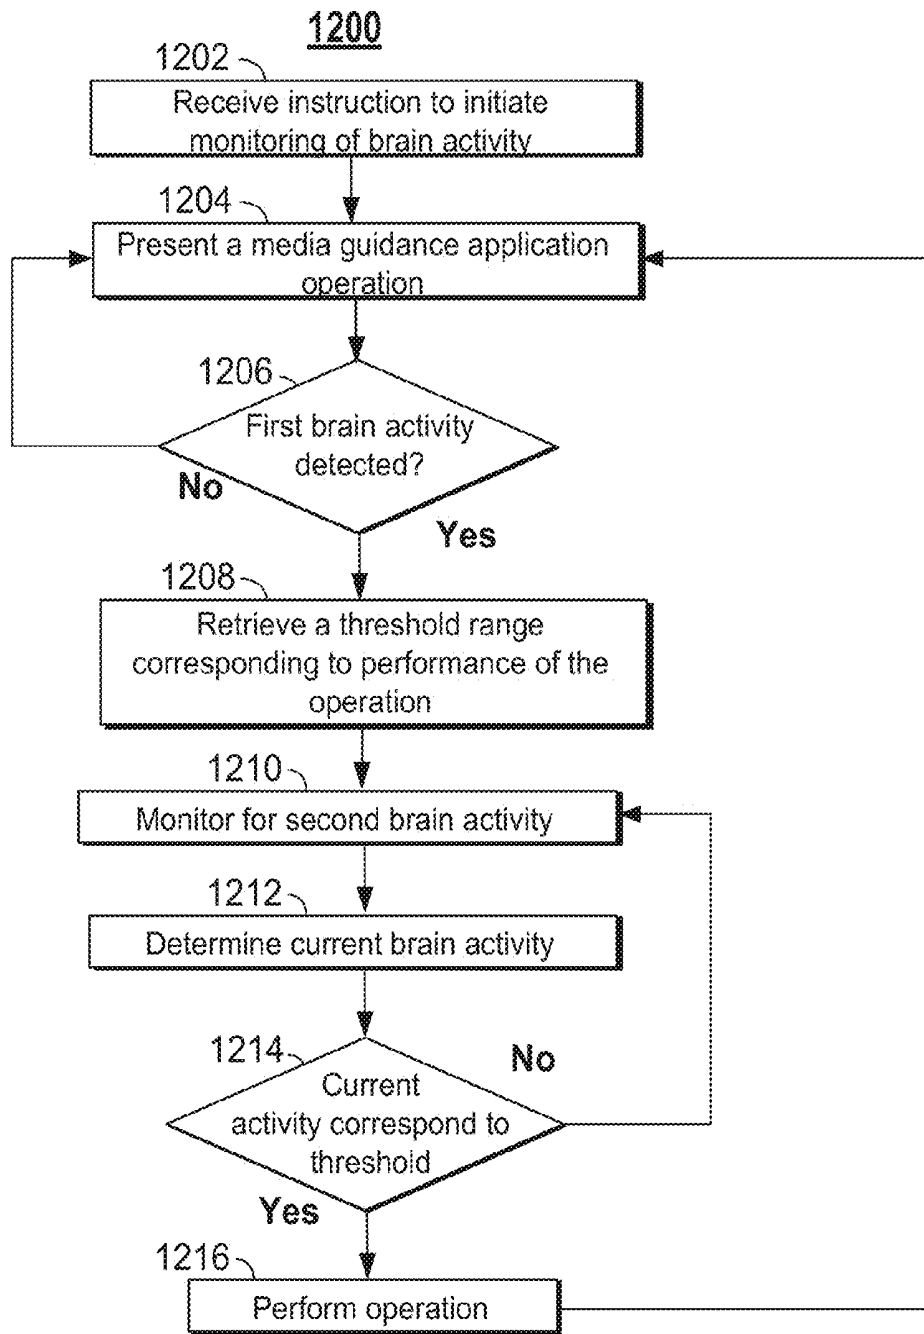 1200
1202
Receive instruction to initiate
monitoring of brain activity
1204
Present a media guidance application
operation
1206
First brain activity
detected?
No
Yes
1208
Retrieve a threshold range
corresponding to performance of the
operation
1210
Monitor for second brain activity
1212
Determine current brain activity
1214
No
Current
activity correspond to
threshold
Yes
1216
Perform operation